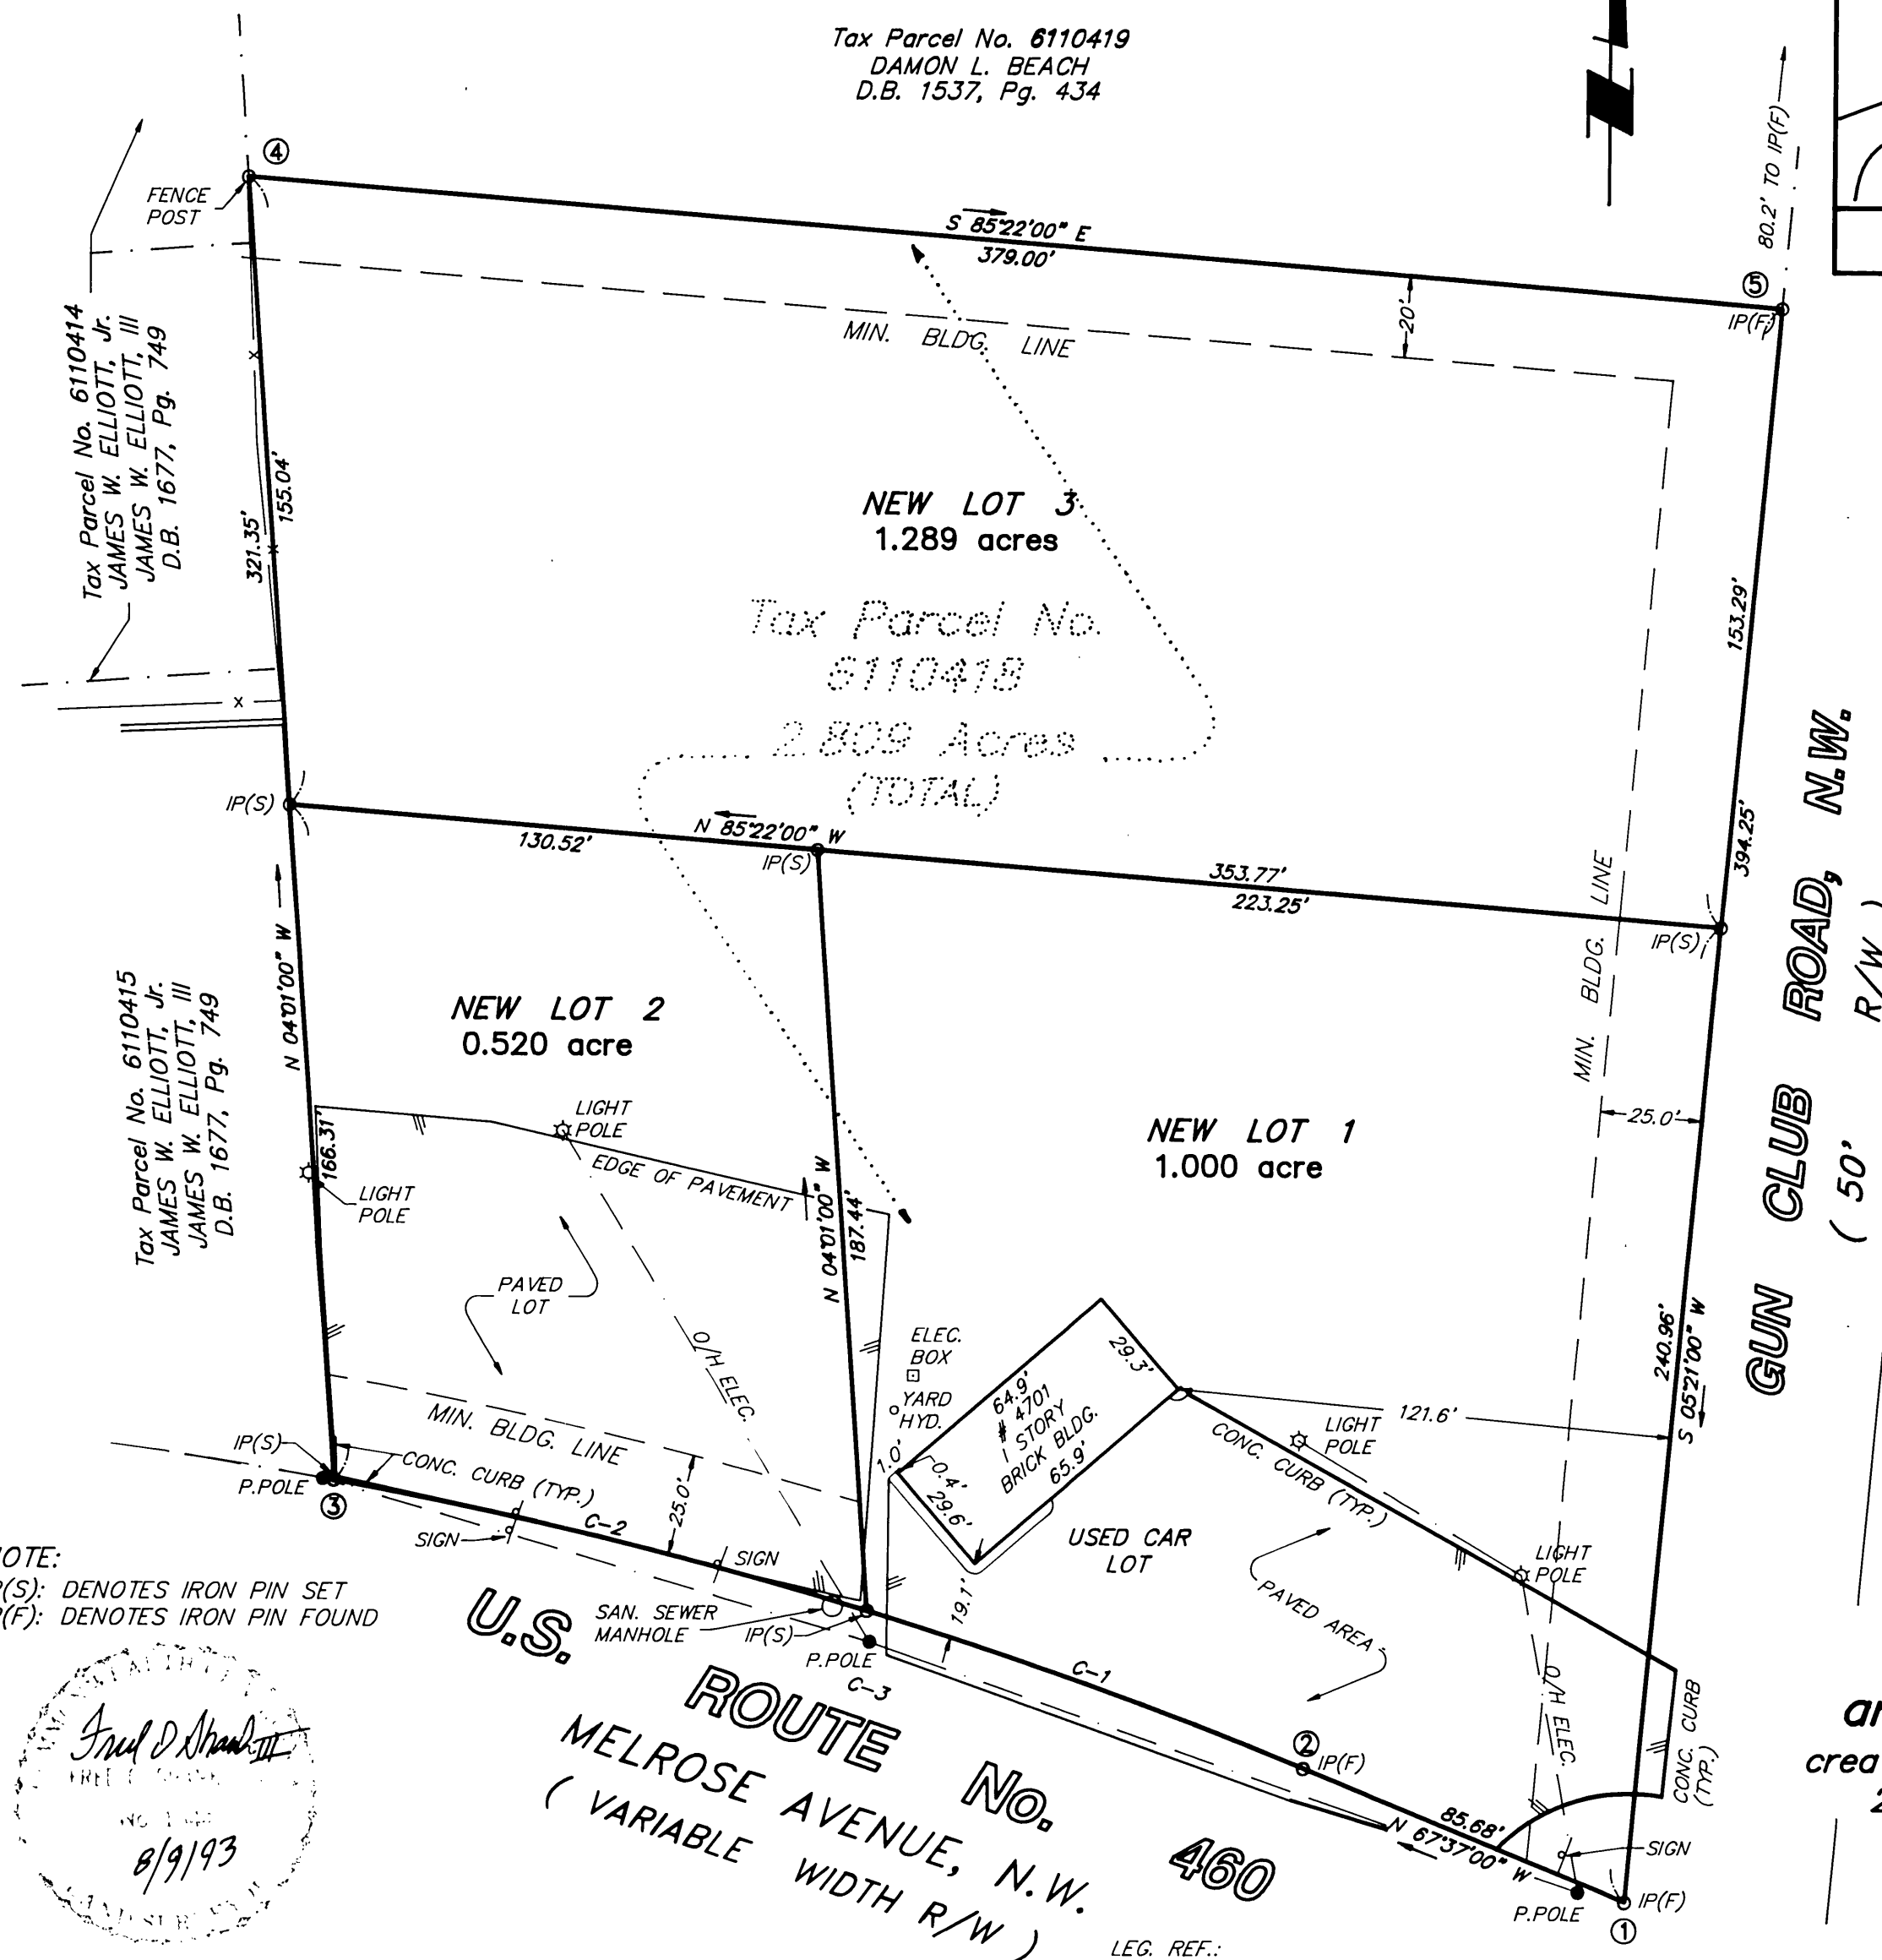 Tax Parcel No. 6110419
DAMON L. BEACH
D.B. 1537, Pg. 434
80.2' TO IP(F)
④
FENCE
POST
S 85°22'00" E
379.00'
⑤
IP(F)
20'
MIN. BLDG. LINE
Tax Parcel No. 6110414
JAMES W. ELLIOTT, Jr.
JAMES W. ELLIOTT, III
D.B. 1677, Pg. 749
321.35'
155.04'
x
x
NEW LOT 3
1.289 acres
153.29'
Tax Parcel No.
6110418
2.809 Acres
(TOTAL)
x
IP(S)
130.52'
N 85°22'00" W
IP(S)
353.77'
223.25'
IP(S)
394.25'
MIN. BLDG. LINE
GUN CLUB ROAD, N.W.
( 50' R/W )
N 04°01'00" W
Tax Parcel No. 6110415
JAMES W. ELLIOTT, Jr.
JAMES W. ELLIOTT, III
D.B. 1677, Pg. 749
NEW LOT 2
0.520 acre
166.31'
LIGHT
POLE
LIGHT
POLE
EDGE OF PAVEMENT
N 04°01'00" W
187.44'
NEW LOT 1
1.000 acre
25.0'
PAVED
LOT
O/H ELEC.
ELEC.
BOX
YARD
HYD.
29.3'
64.9'
# 4701
1 STORY
BRICK BLDG.
65.9'
1.0'
0.4'
29.6'
121.6'
240.96'
S 05°21'00" W
LIGHT
POLE
CONC. CURB (TYP.)
MIN. BLDG. LINE
IP(S)
P.POLE
③
CONC. CURB (TYP.)
25.0'
C-2
SIGN
SIGN
USED CAR
LOT
LIGHT
POLE
PAVED AREA
19.1'
SAN. SEWER
MANHOLE
IP(S)
P.POLE
C-3
C-1
②
IP(F)
O/H ELEC.
CONC. CURB
(TYP.)
85.68'
N 67°37'00" W
SIGN
P.POLE
IP(F)
①
OTE:
(S): DENOTES IRON PIN SET
(F): DENOTES IRON PIN FOUND
8/9/93
U.S. ROUTE No. 460
MELROSE AVENUE, N.W.
( VARIABLE WIDTH R/W )
LEG. REF.:
crea
2